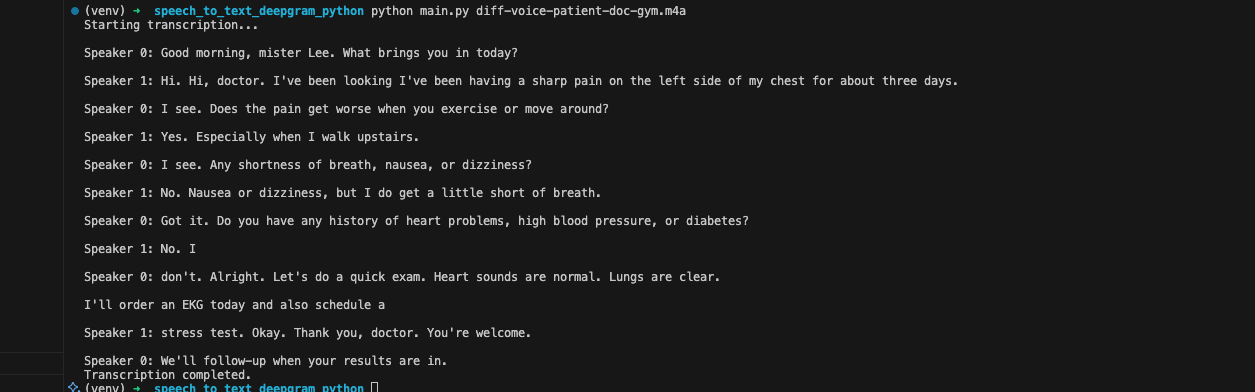 (venv) ➜ speech_to_text_deepgram_python python main.py diff-voice-patient-doc-gym.m4a
Starting transcription...
Speaker 0: Good morning, mister Lee. What brings you in today?
Speaker 1: Hi. Hi, doctor. I've been looking I've been having a sharp pain on the left side of my chest for about three days.
Speaker 0: I see. Does the pain get worse when you exercise or move around?
Speaker 1: Yes. Especially when I walk upstairs.
Speaker 0: I see. Any shortness of breath, nausea, or dizziness?
Speaker 1: No. Nausea or dizziness, but I do get a little short of breath.
Speaker 0: Got it. Do you have any history of heart problems, high blood pressure, or diabetes?
Speaker 1: No. I
Speaker 0: don't. Alright. Let's do a quick exam. Heart sounds are normal. Lungs are clear.
I'll order an EKG today and also schedule a
Speaker 1: stress test. Okay. Thank you, doctor. You're welcome.
Speaker 0: We'll follow-up when your results are in.
Transcription completed.
(venv) ➜ speech_to_text_deepgram_python